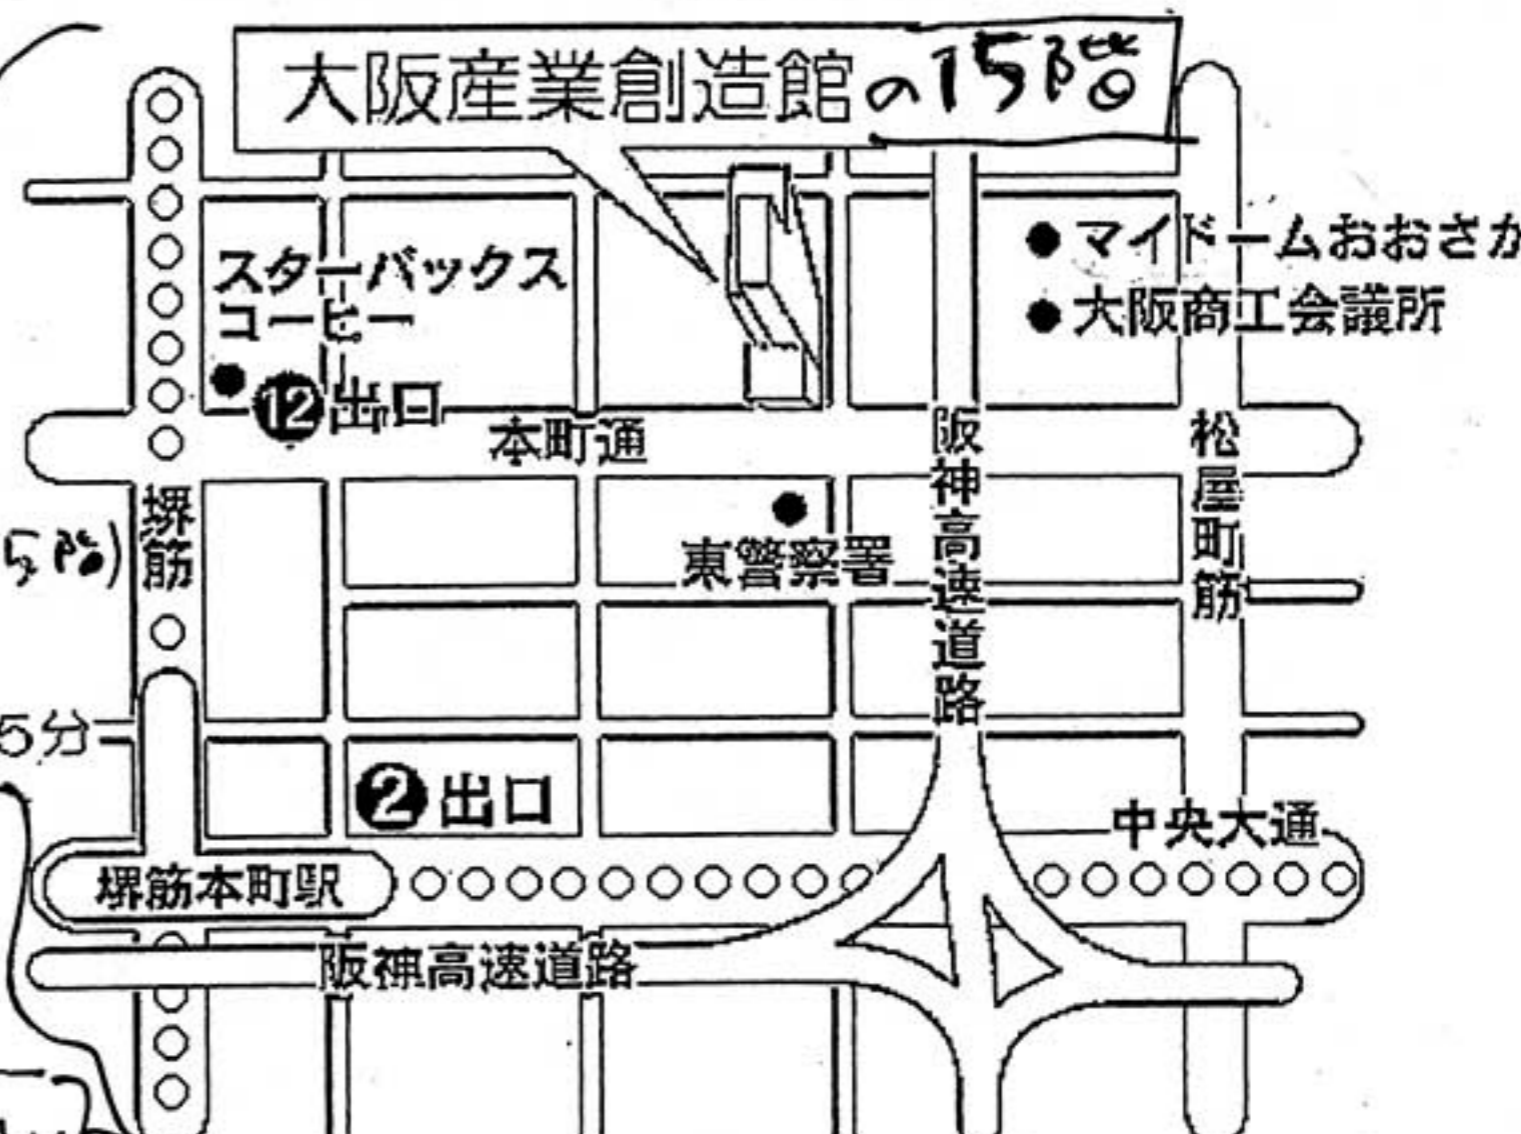 大阪産業創造館の15階
スターバックス
コーヒー
⓬出口
マイドームおおさか
大阪商工会議所
本町通
堺筋
5階)
東警察署
阪神高速道路
松屋町筋
5分
❷出口
中央大通
堺筋本町駅
阪神高速道路